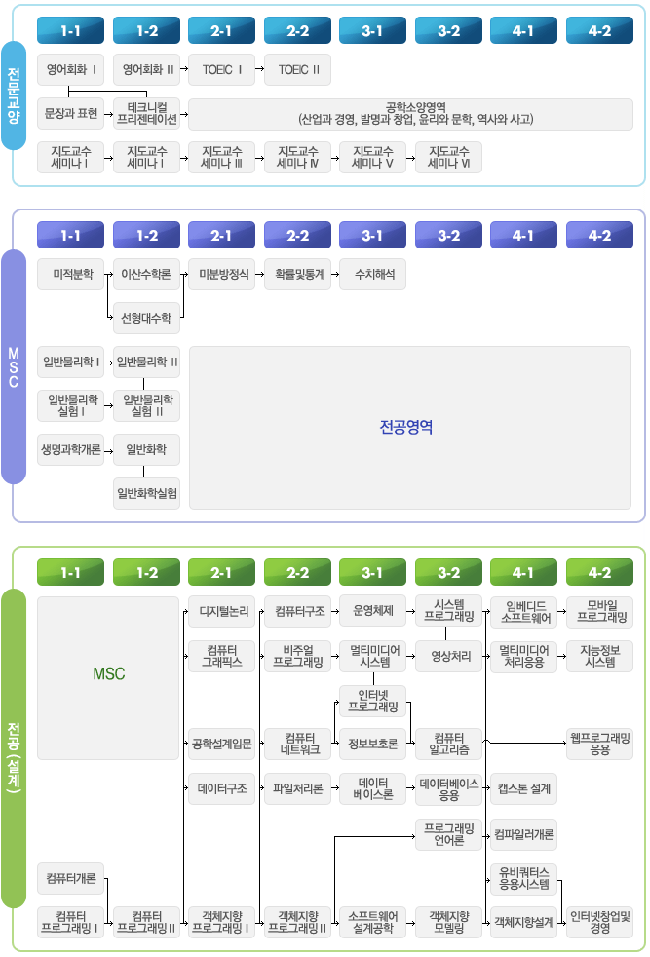 전문교양
1-1 1-2 2-1 2-2 3-1 3-2 4-1 4-2
영어회화 I 영어회화 II TOEIC I TOEIC II
문장과 표현
테크니컬
프리젠테이션
공학소양영역
(산업과 경영, 발명과 창업, 윤리와 문학, 역사와 사고)
지도교수
세미나 I
지도교수
세미나 I
지도교수
세미나 III
지도교수
세미나 IV
지도교수
세미나 V
지도교수
세미나 VI
MSC
1-1 1-2 2-1 2-2 3-1 3-2 4-1 4-2
미적분학 이산수학론 미분방정식 확률및통계 수치해석
선형대수학
일반물리학 I 일반물리학 II
일반물리학
실험 I
일반물리학
실험 II
전공영역
생명과학개론 일반화학
일반화학실험
전공(설계)
1-1 1-2 2-1 2-2 3-1 3-2 4-1 4-2
MSC
디지털논리 컴퓨터구조 운영체제
시스템
프로그래밍
임베디드
소프트웨어
모바일
프로그래밍
컴퓨터
그래픽스
비주얼
프로그래밍
멀티미디어
시스템
영상처리
멀티미디어
처리응용
지능정보
시스템
인터넷
프로그래밍
공학설계입문
컴퓨터
네트워크
정보보호론
컴퓨터
알고리즘
웹프로그래밍
응용
데이터구조 파일처리론
데이터
베이스론
데이터베이스
응용
캡스톤 설계
프로그래밍
언어론
컴파일러개론
컴퓨터개론
유비쿼터스
응용시스템
컴퓨터
프로그래밍 I
컴퓨터
프로그래밍 II
객체지향
프로그래밍 I
객체지향
프로그래밍 II
소프트웨어
설계공학
객체지향
모델링
객체지향설계
인터넷창업및
경영